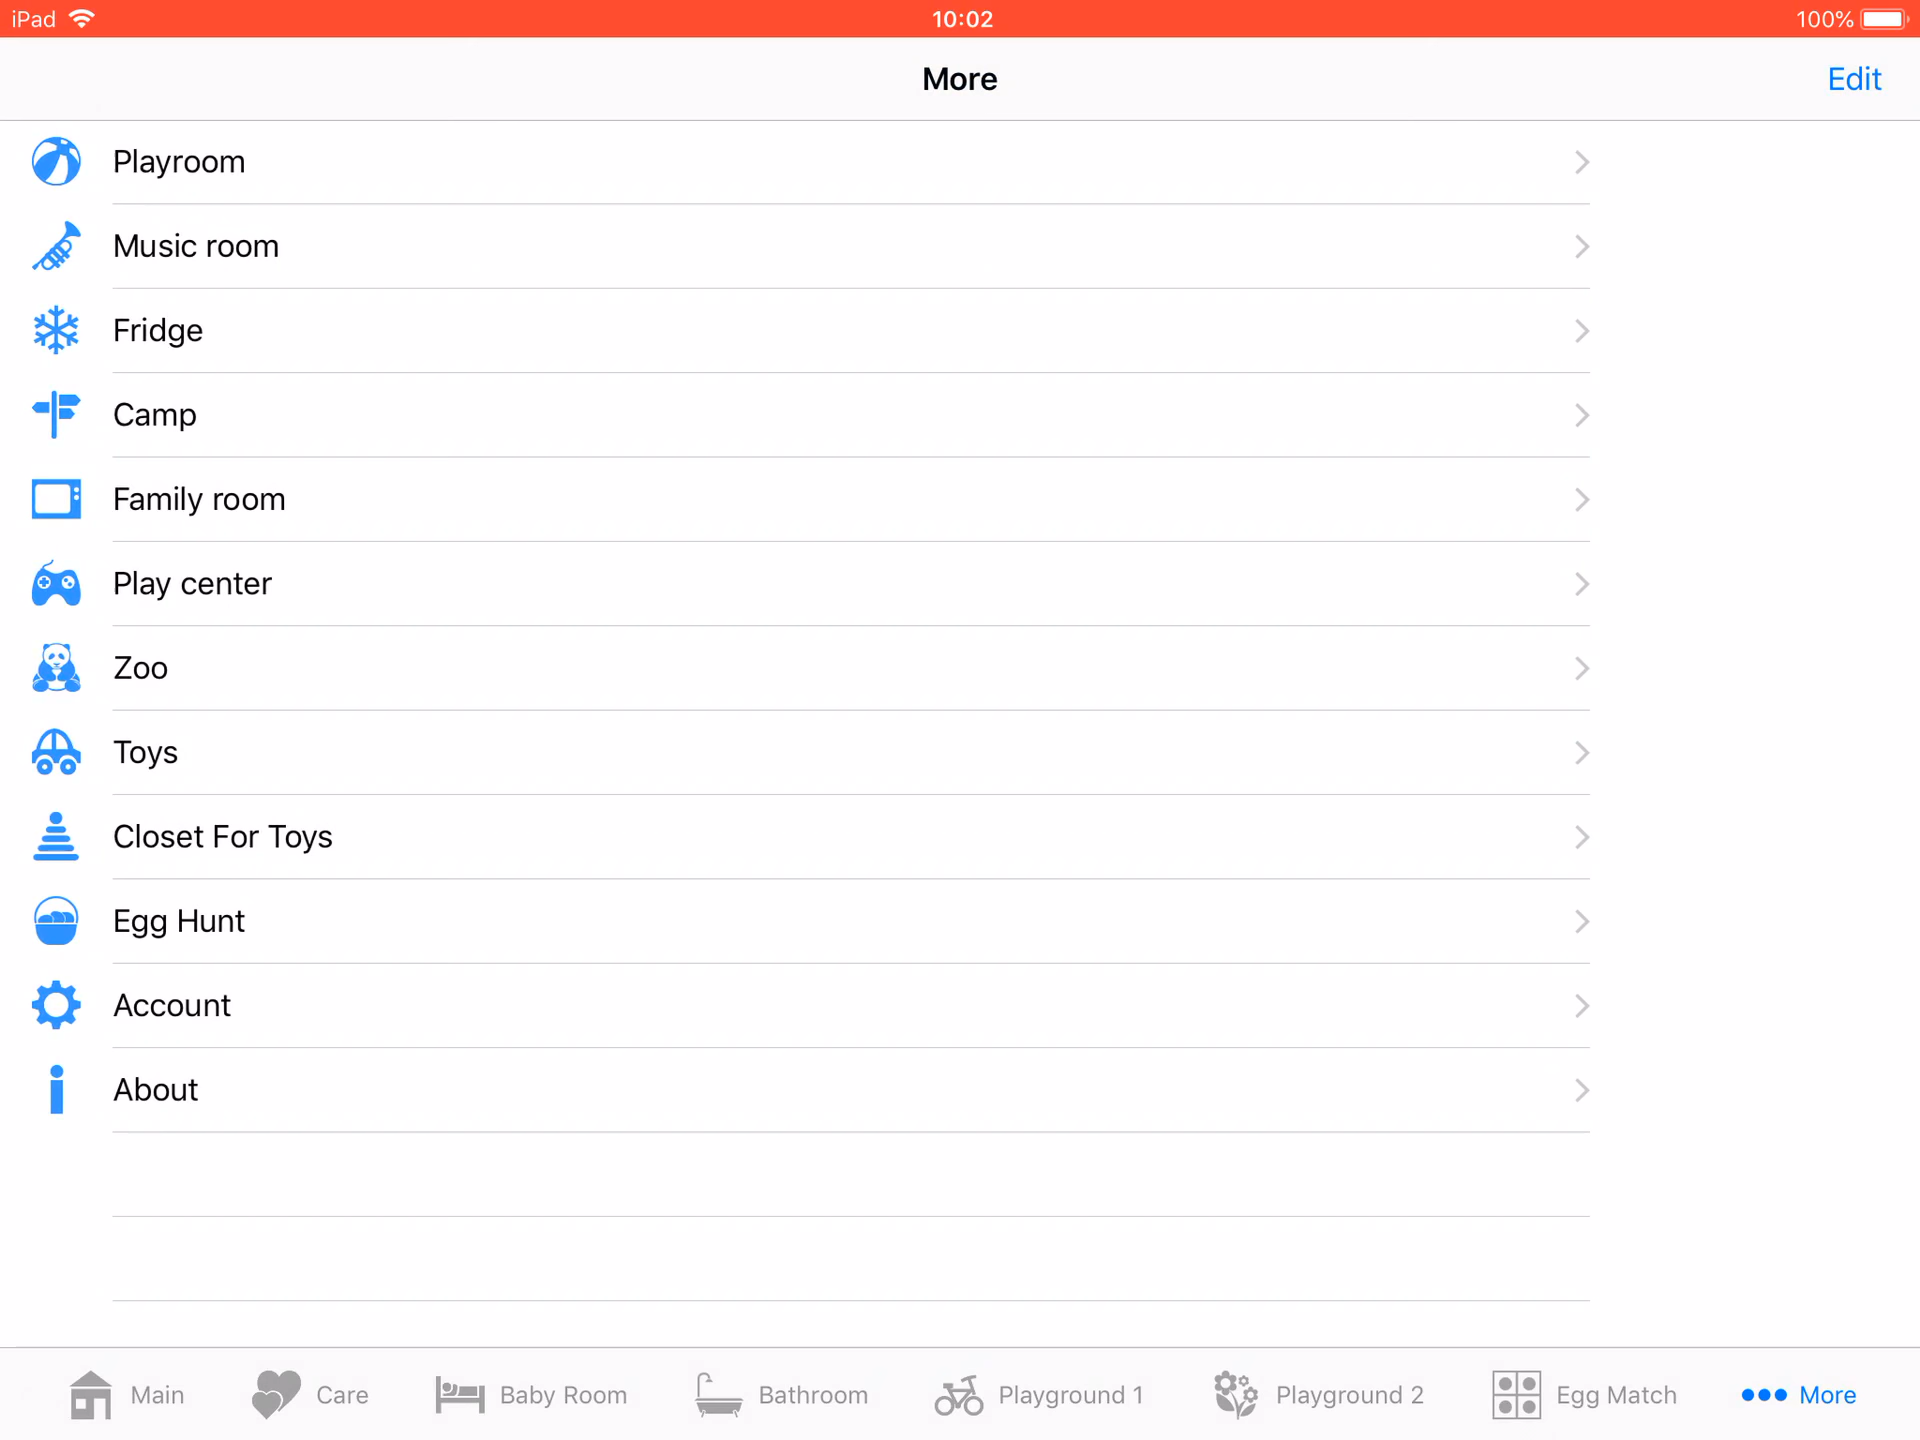 iPad 10:02 100%
More Edit
Playroom
Music room
Fridge
Camp
Family room
Play center
Zoo
Toys
Closet For Toys
Egg Hunt
Account
About
Main Care Baby Room Bathroom Playground 1 Playground 2 Egg Match More